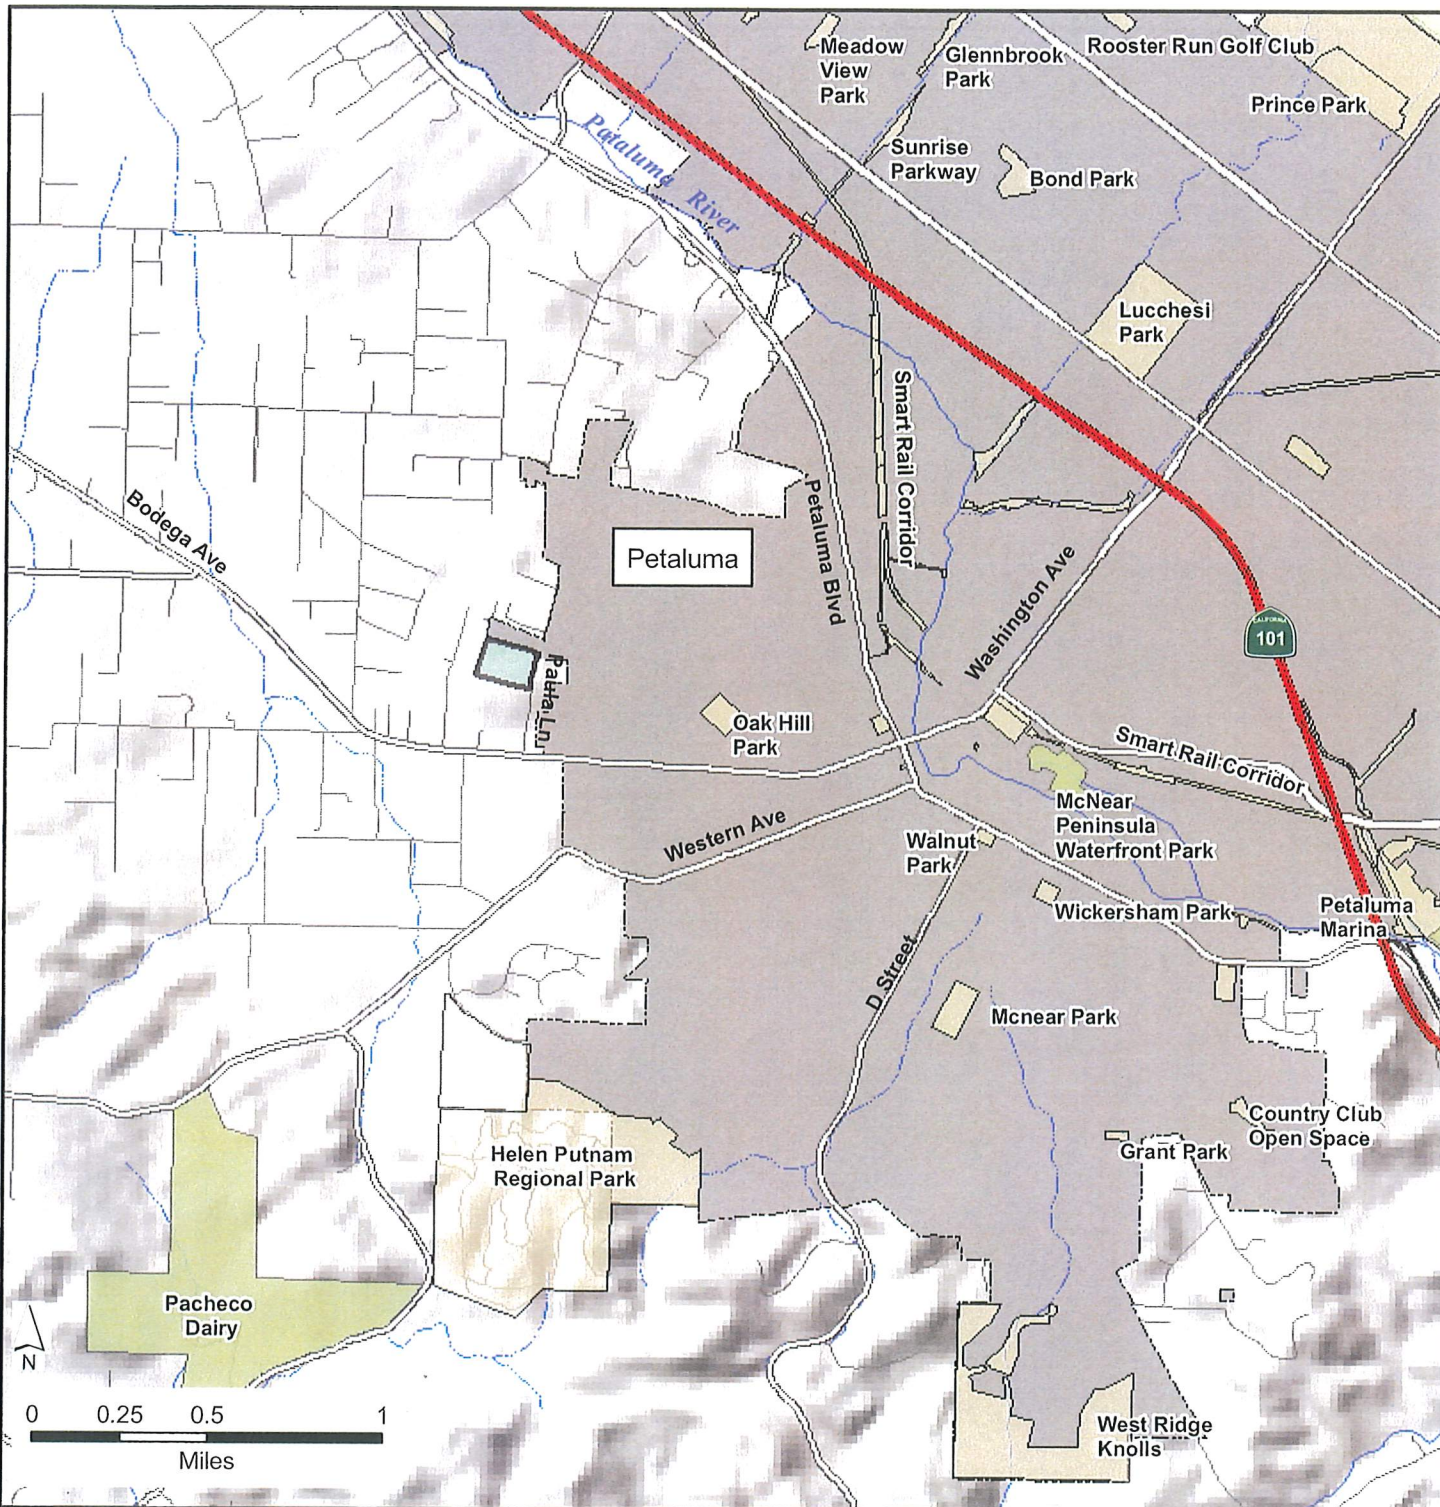 Meadow
View
Park
Glennbrook
Park
Rooster Run Golf Club
Prince Park
Pataluma River
Sunrise
Parkway
Bond Park
Lucchesi
Park
Smart Rail Corridor
Bodega Ave
Petaluma
Petaluma Blvd
Washington Ave
CALIFORNIA
101
Paula Ln
Oak Hill
Park
Smart Rail Corridor
McNear
Peninsula
Waterfront Park
Western Ave
Walnut
Park
Wickersham Park
Petaluma
Marina
D Street
Mcnear Park
Country Club
Open Space
Grant Park
Helen Putnam
Regional Park
Pacheco
Dairy
N
0 0.25 0.5 1
Miles
West Ridge
Knolls